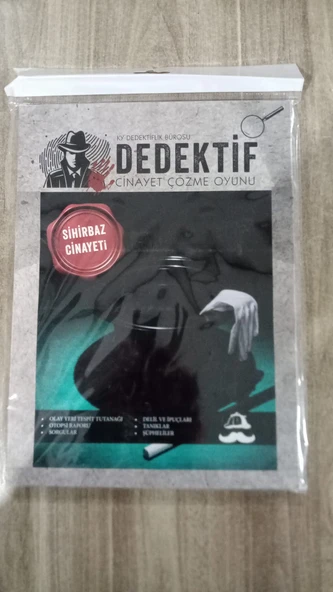 KY DEDEKTİFLİK BÜROSU
DEDEKTİF
CİNAYET ÇÖZME OYUNU
SİHİRBAZ
CİNAYETİ
• OLAY YERİ TESPİT TUTANAĞI
• OTOPSİ RAPORU
• SORGULAR
• DELİL VE İPUÇLARI
• TANIKLAR
• ŞÜPHELİLER